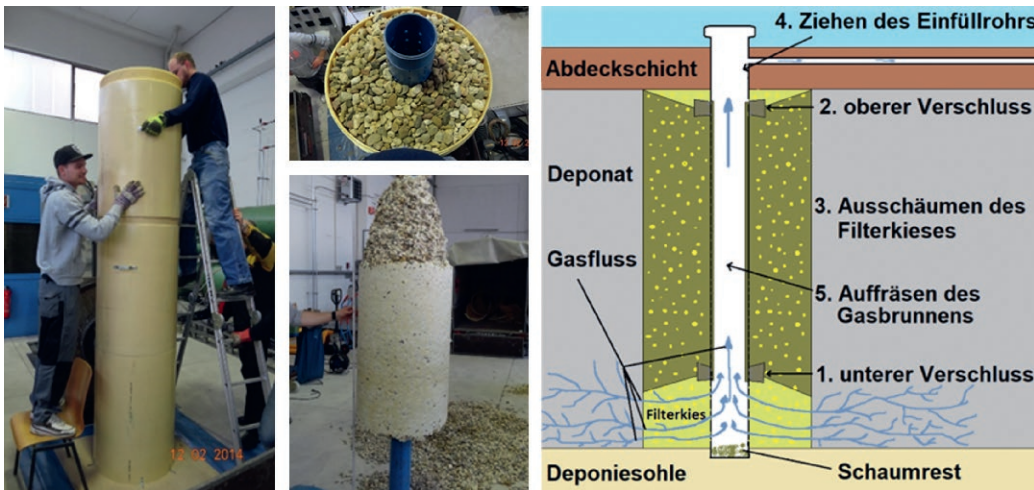 12 02 2014
4. Ziehen des Einfüllrohrs
Abdeckschicht
2. oberer Verschluss
Deponat
3. Ausschäumen des
Filterkieses
Gasfluss
5. Auffräsen des
Gasbrunnens
1. unterer Verschluss
Filterkies
Deponiesohle
Schaumrest